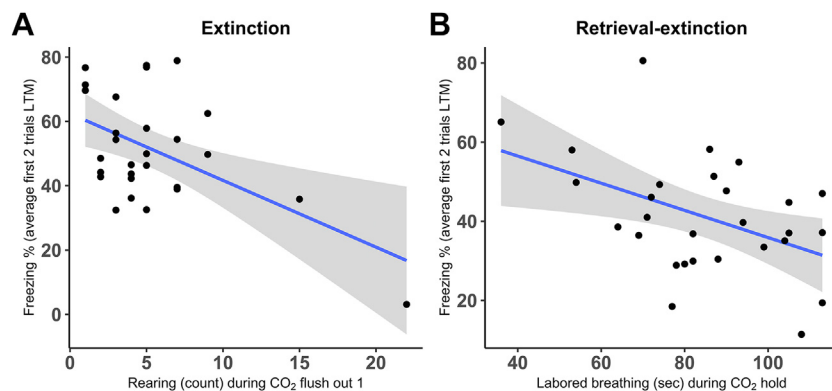 A
Extinction
Freezing % (average first 2 trials LTM)
80
60
40
20
0
0
5
10
15
20
Rearing (count) during CO₂ flush out 1
B
Retrieval-extinction
Freezing % (average first 2 trials LTM)
80
60
40
20
40
60
80
100
Labored breathing (sec) during CO₂ hold